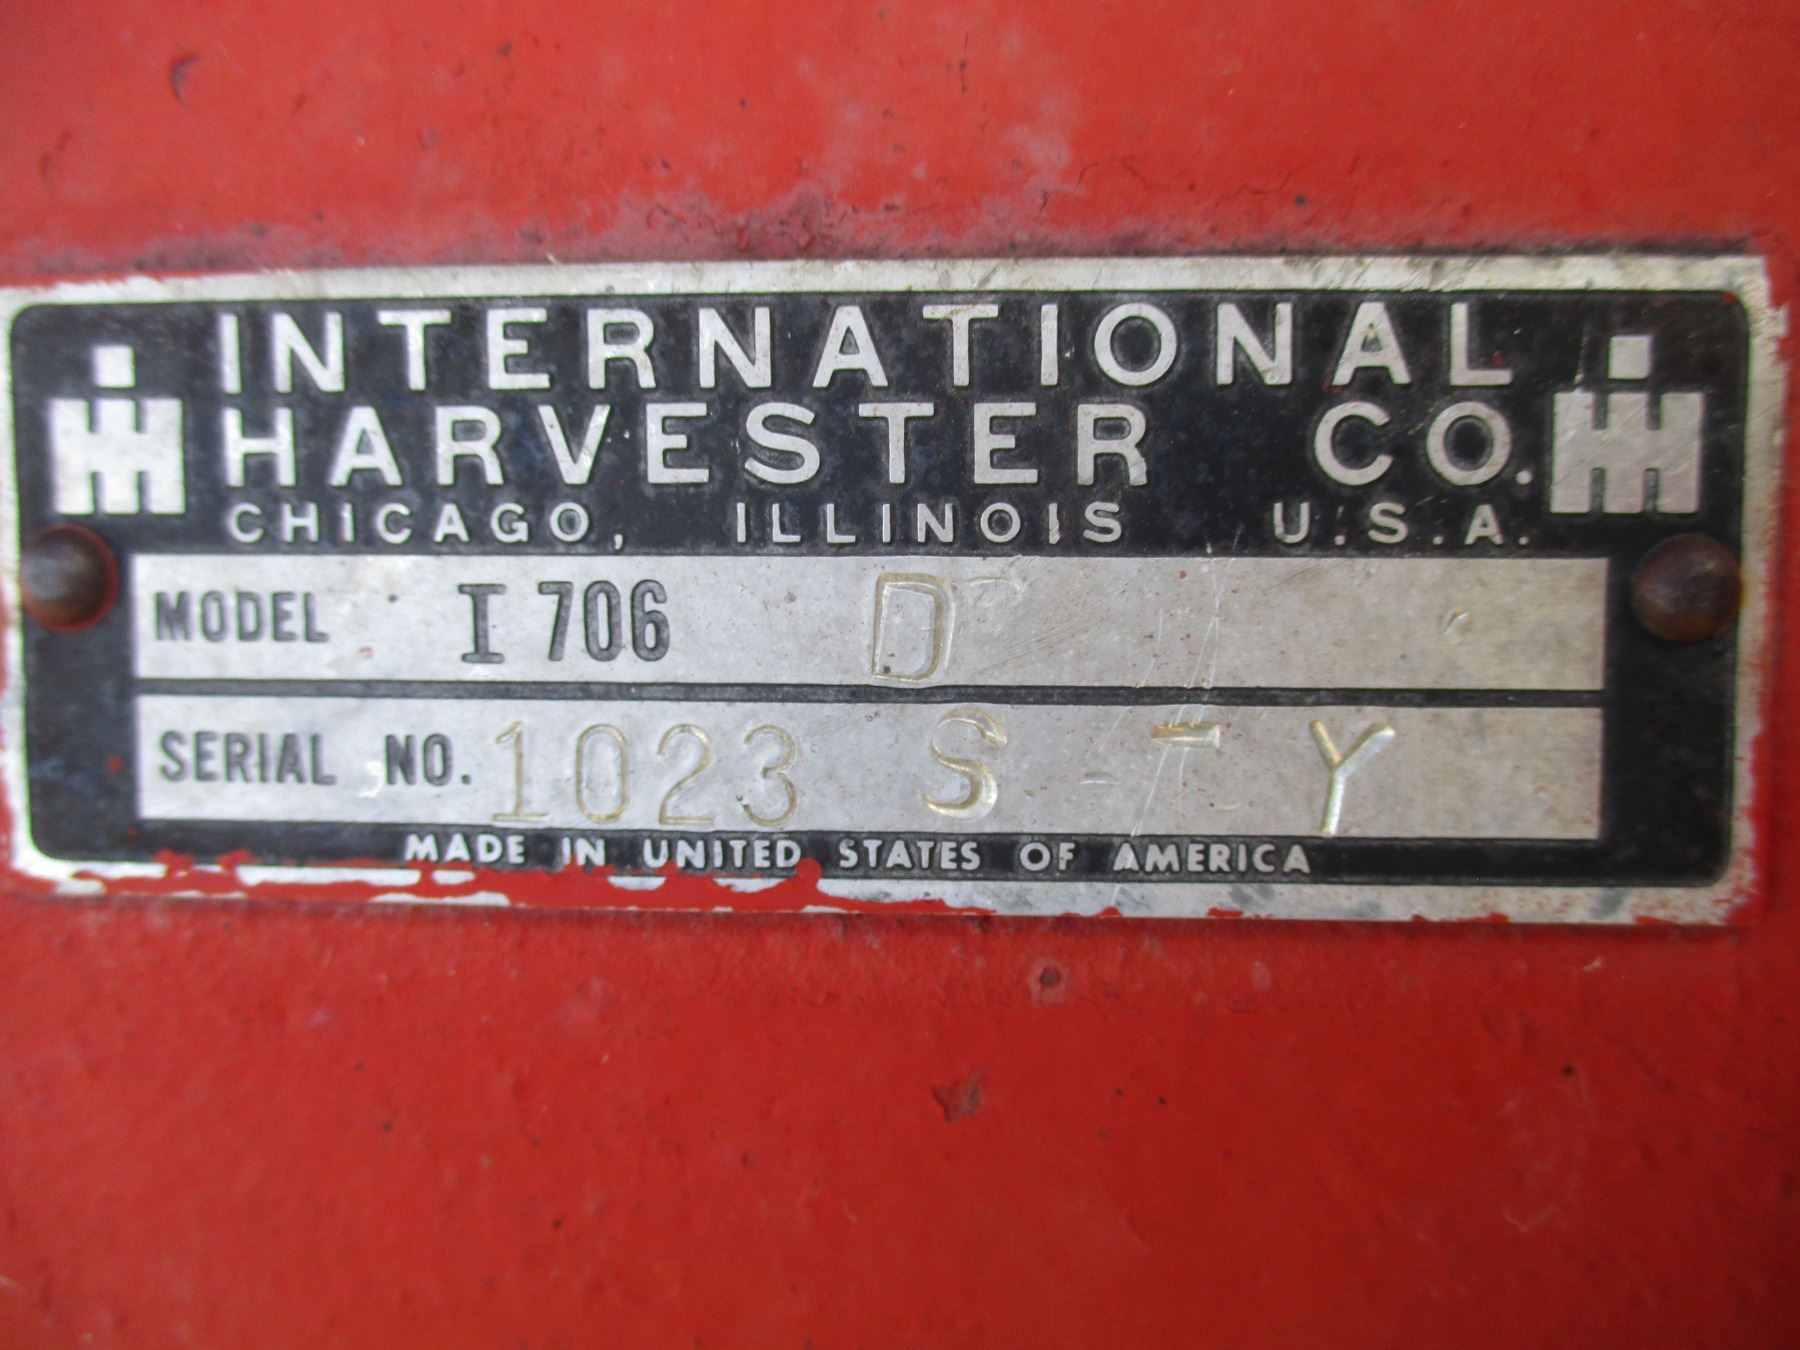 INTERNATIONAL
HARVESTER CO.
CHICAGO, ILLINOIS U.S.A.
MODEL I 706 D
SERIAL NO. 1023 S - Y
MADE IN UNITED STATES OF AMERICA